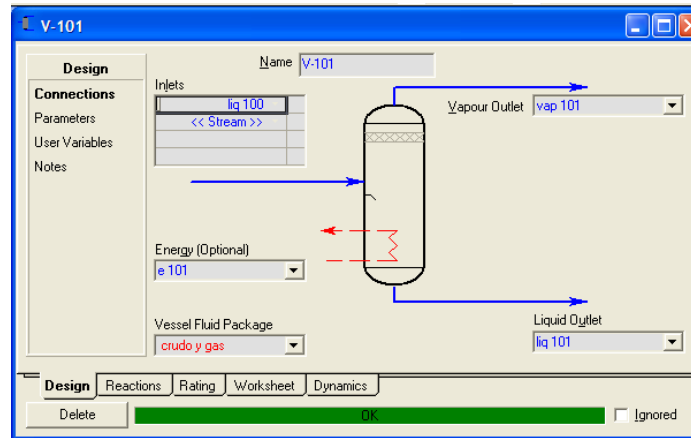 V-101
Design
Connections
Parameters
User Variables
Notes
Name V-101
Inlets
liq 100
<< Stream >>
Vapour Outlet vap 101
Energy (Optional)
e 101
Vessel Fluid Package
crudo y gas
Liquid Outlet
liq 101
Design Reactions Rating Worksheet Dynamics
Delete OK Ignored